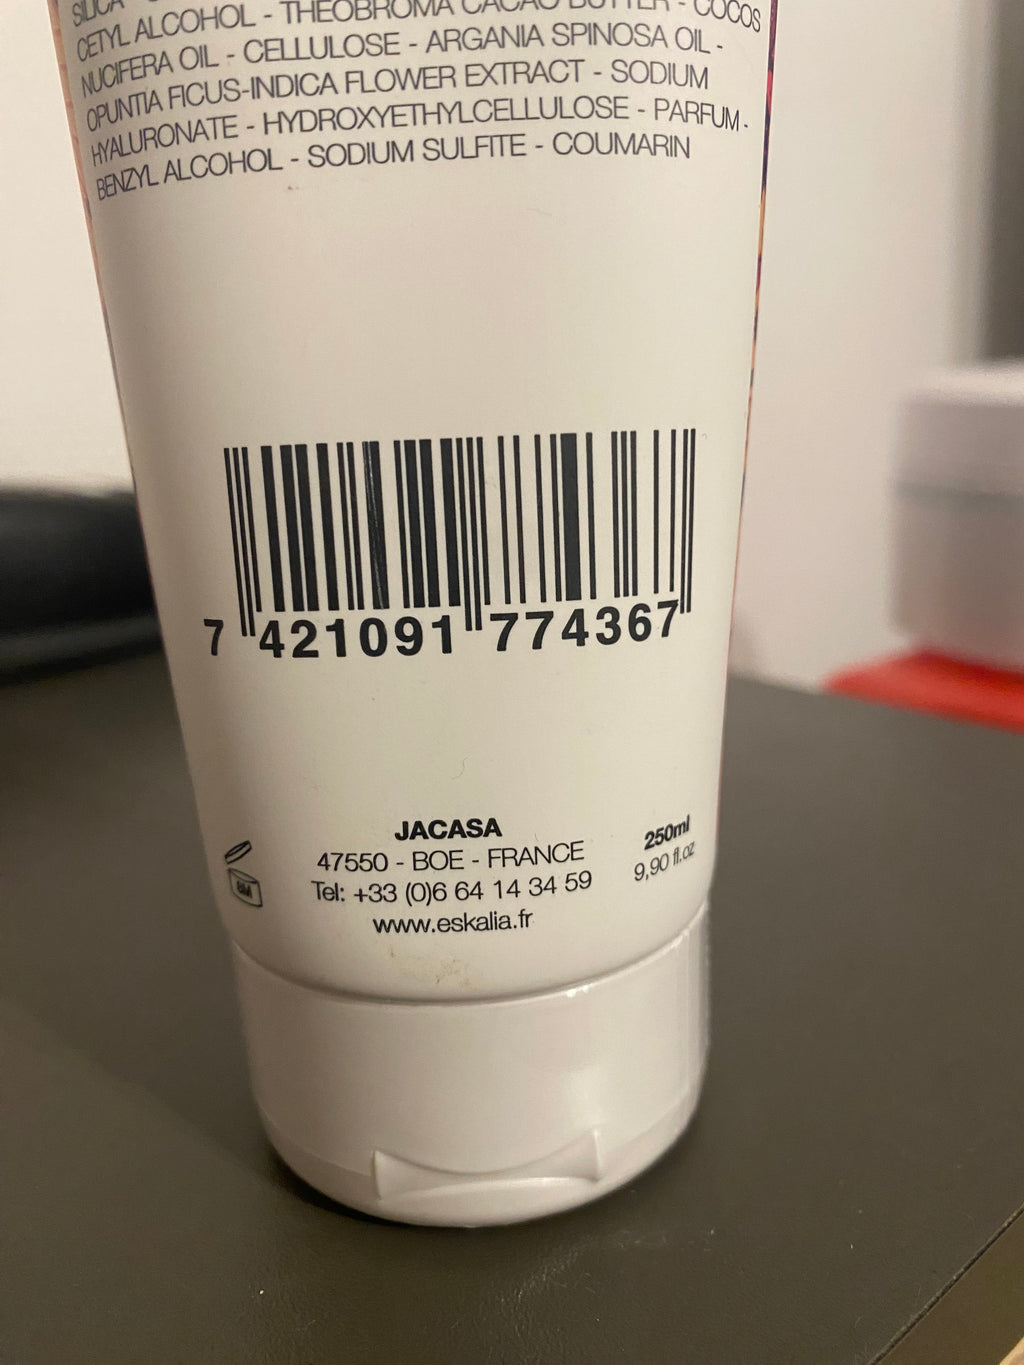 SILICA -
CETYL ALCOHOL - THEOBROMA CACAO BUTTER - COCOS
NUCIFERA OIL - CELLULOSE - ARGANIA SPINOSA OIL -
OPUNTIA FICUS-INDICA FLOWER EXTRACT - SODIUM
HYALURONATE - HYDROXYETHYLCELLULOSE - PARFUM -
BENZYL ALCOHOL - SODIUM SULFITE - COUMARIN
7 421091 774367
JACASA
47550 - BOE - FRANCE
Tel: +33 (0)6 64 14 34 59
www.eskalia.fr
250ml
9,90 fl.oz